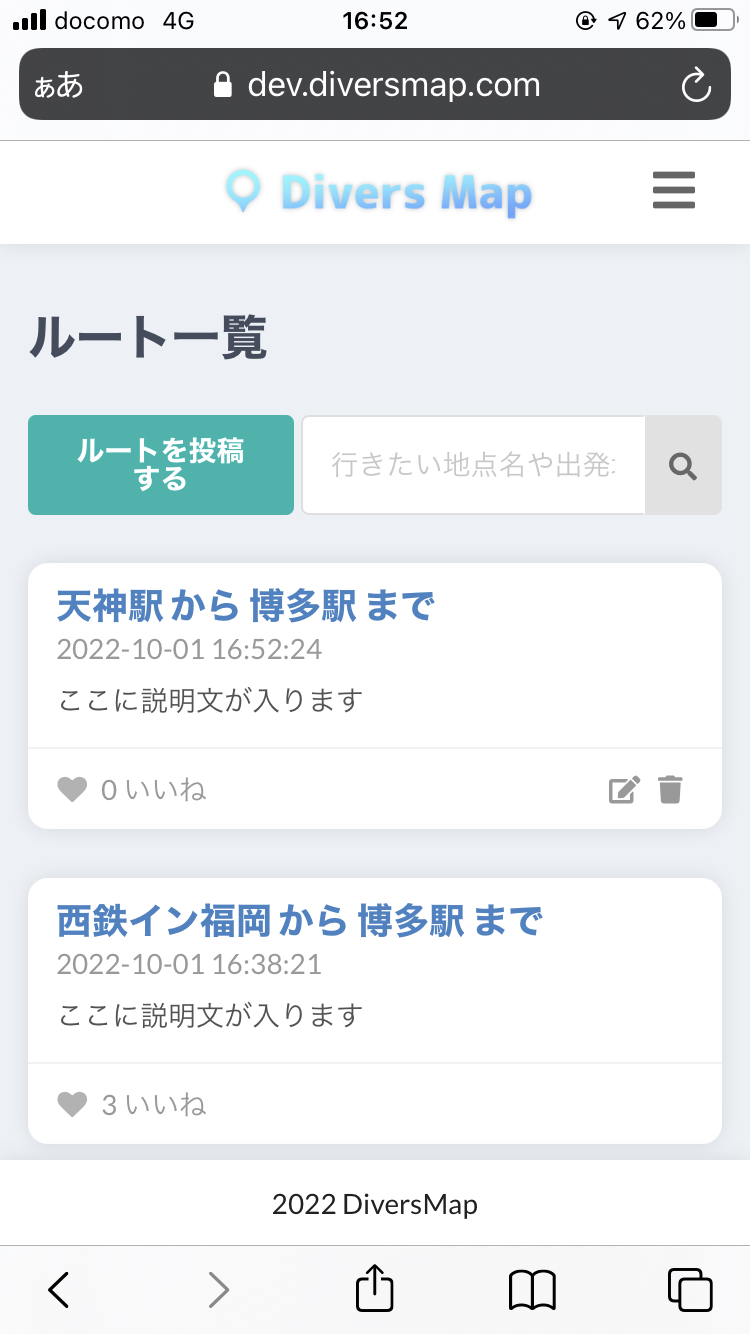 docomo 4G 16:52 62%
ぁあ dev.diversmap.com
Divers Map
ルート一覧
ルートを投稿
する
行きたい地点名や出発
天神駅 から 博多駅 まで
2022-10-01 16:52:24
ここに説明文が入ります
0 いいね
西鉄イン福岡 から 博多駅 まで
2022-10-01 16:38:21
ここに説明文が入ります
3 いいね
2022 DiversMap